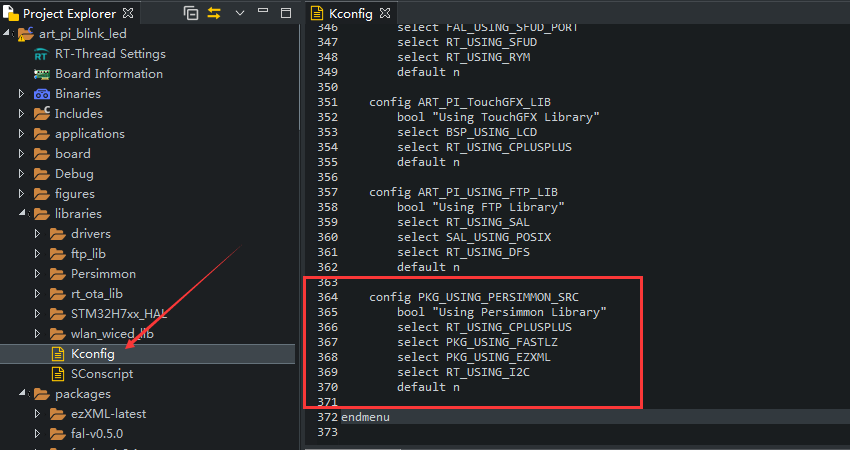 Project Explorer
art_pi_blink_led
RT-Thread Settings
Board Information
Binaries
Includes
applications
board
Debug
figures
libraries
drivers
ftp_lib
Persimmon
rt_ota_lib
STM32H7xx_HAL
wlan_wiced_lib
Kconfig
SConscript
packages
ezXML-latest
fal-v0.5.0
Kconfig
346 select FAL_USING_SFUD_PORT
347 select RT_USING_SFUD
348 select RT_USING_RYM
349 default n
350
351 config ART_PI_TouchGFX_LIB
352 bool "Using TouchGFX Library"
353 select BSP_USING_LCD
354 select RT_USING_CPLUSPLUS
355 default n
356
357 config ART_PI_USING_FTP_LIB
358 bool "Using FTP Library"
359 select RT_USING_SAL
360 select SAL_USING_POSIX
361 select RT_USING_DFS
362 default n
363
364 config PKG_USING_PERSIMMON_SRC
365 bool "Using Persimmon Library"
366 select RT_USING_CPLUSPLUS
367 select PKG_USING_FASTLZ
368 select PKG_USING_EZXML
369 select RT_USING_I2C
370 default n
371
372 endmenu
373